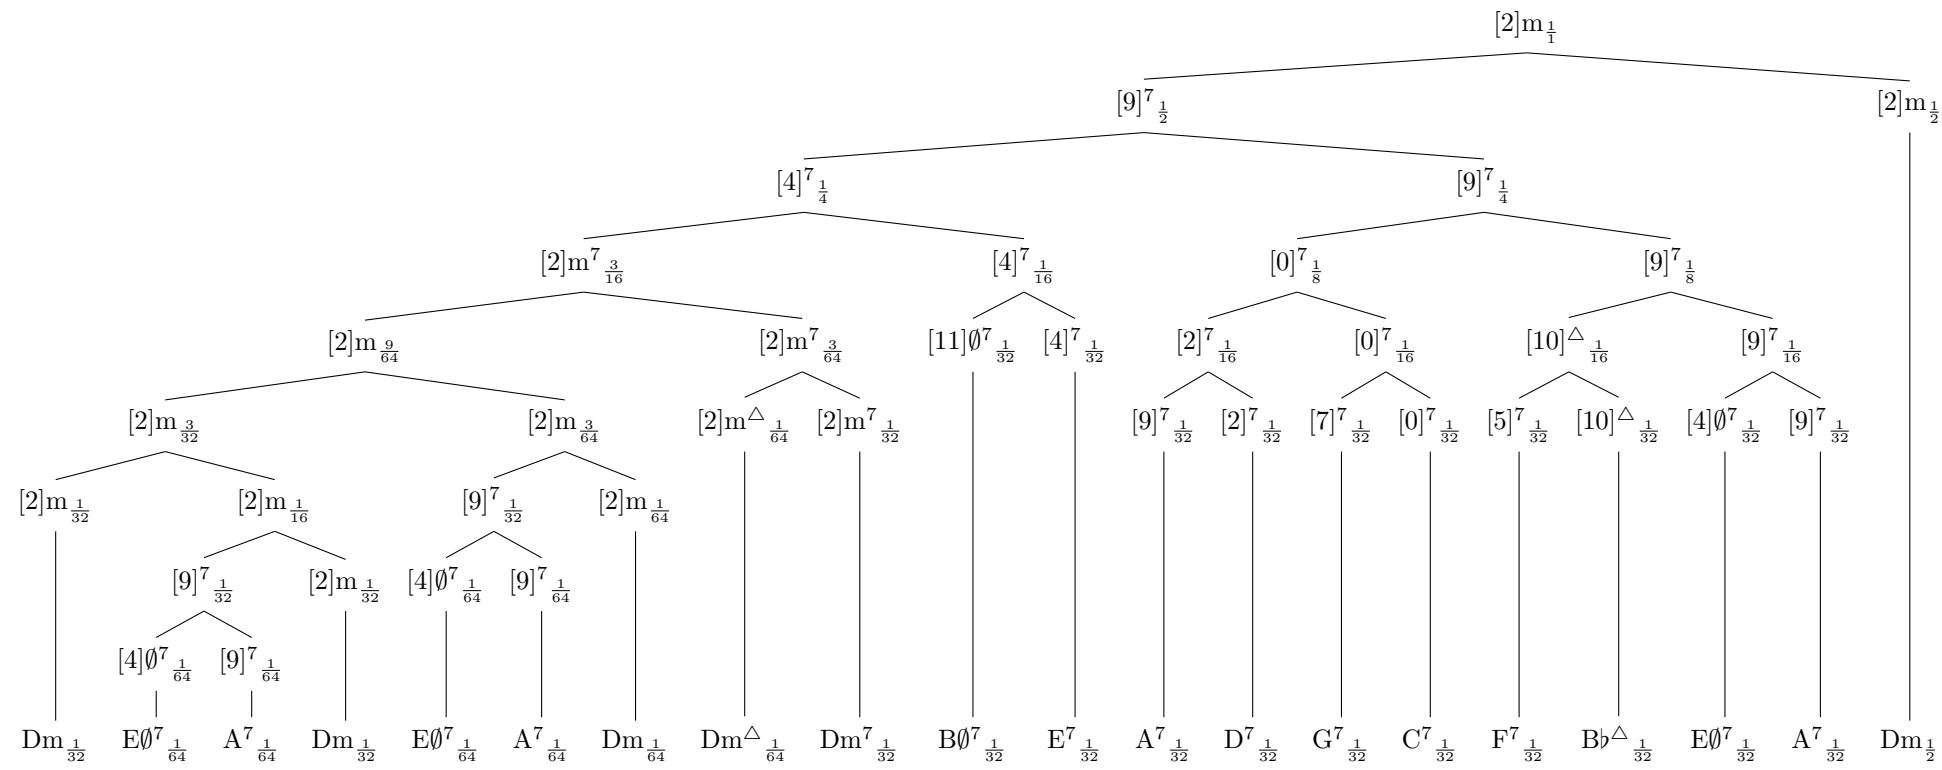 [2]m 1/1
[9]⁷ 1/2 [2]m 1/2
[4]⁷ 1/4 [9]⁷ 1/4
[2]m⁷ 3/16 [4]⁷ 1/16 [0]⁷ 1/8 [9]⁷ 1/8
[2]m 9/64 [2]m⁷ 3/64 [11]∅⁷ 1/32 [4]⁷ 1/32 [2]⁷ 1/16 [0]⁷ 1/16 [10]△ 1/16 [9]⁷ 1/16
[2]m 3/32 [2]m 3/64 [2]m△ 1/64 [2]m⁷ 1/32 [9]⁷ 1/32 [2]⁷ 1/32 [7]⁷ 1/32 [0]⁷ 1/32 [5]⁷ 1/32 [10]△ 1/32 [4]∅⁷ 1/32 [9]⁷ 1/32
[2]m 1/32 [2]m 1/16 [9]⁷ 1/32 [2]m 1/64
[9]⁷ 1/32 [2]m 1/32 [4]∅⁷ 1/64 [9]⁷ 1/64
[4]∅⁷ 1/64 [9]⁷ 1/64
Dm 1/32 E∅⁷ 1/64 A⁷ 1/64 Dm 1/32 E∅⁷ 1/64 A⁷ 1/64 Dm 1/64 Dm△ 1/64 Dm⁷ 1/32 B∅⁷ 1/32 E⁷ 1/32 A⁷ 1/32 D⁷ 1/32 G⁷ 1/32 C⁷ 1/32 F⁷ 1/32 B♭△ 1/32 E∅⁷ 1/32 A⁷ 1/32 Dm 1/2